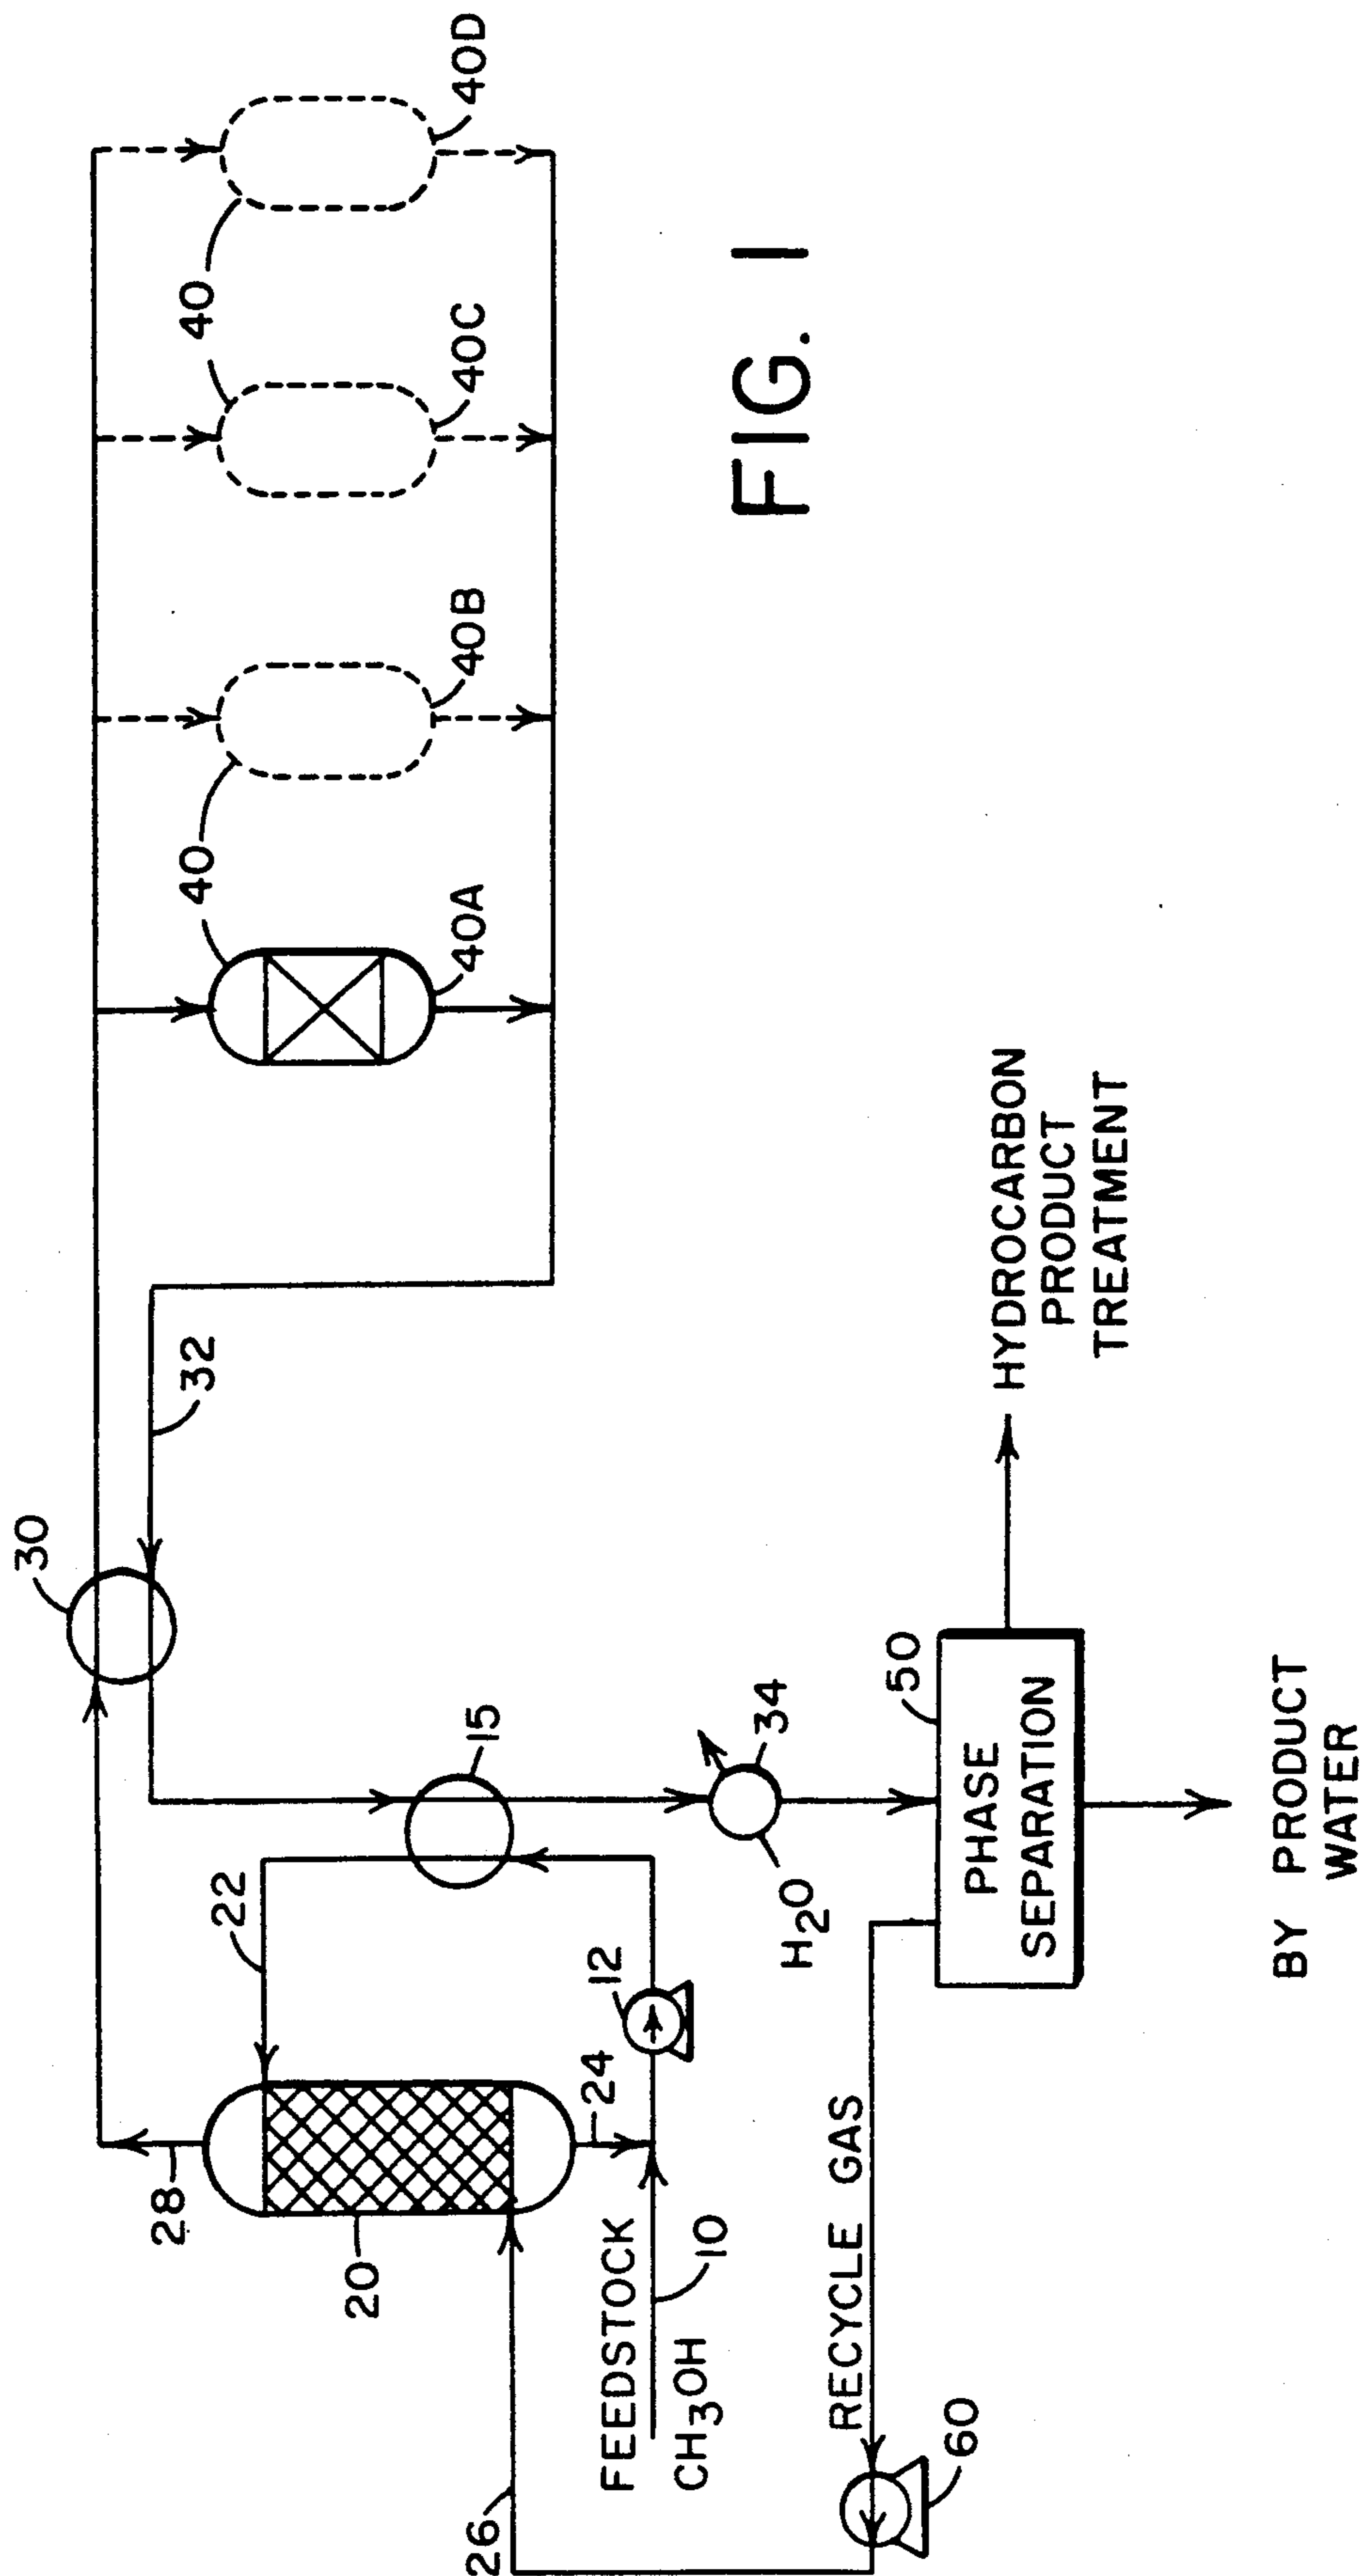 30
32
40
40
40
40A
40B
40C
40D
28
22
15
20
24
12
34
H2O
26
FEEDSTOCK
CH3OH
10
RECYCLE GAS
60
PHASE
SEPARATION
50
HYDROCARBON
PRODUCT
TREATMENT
BY PRODUCT
WATER
FIG. 1